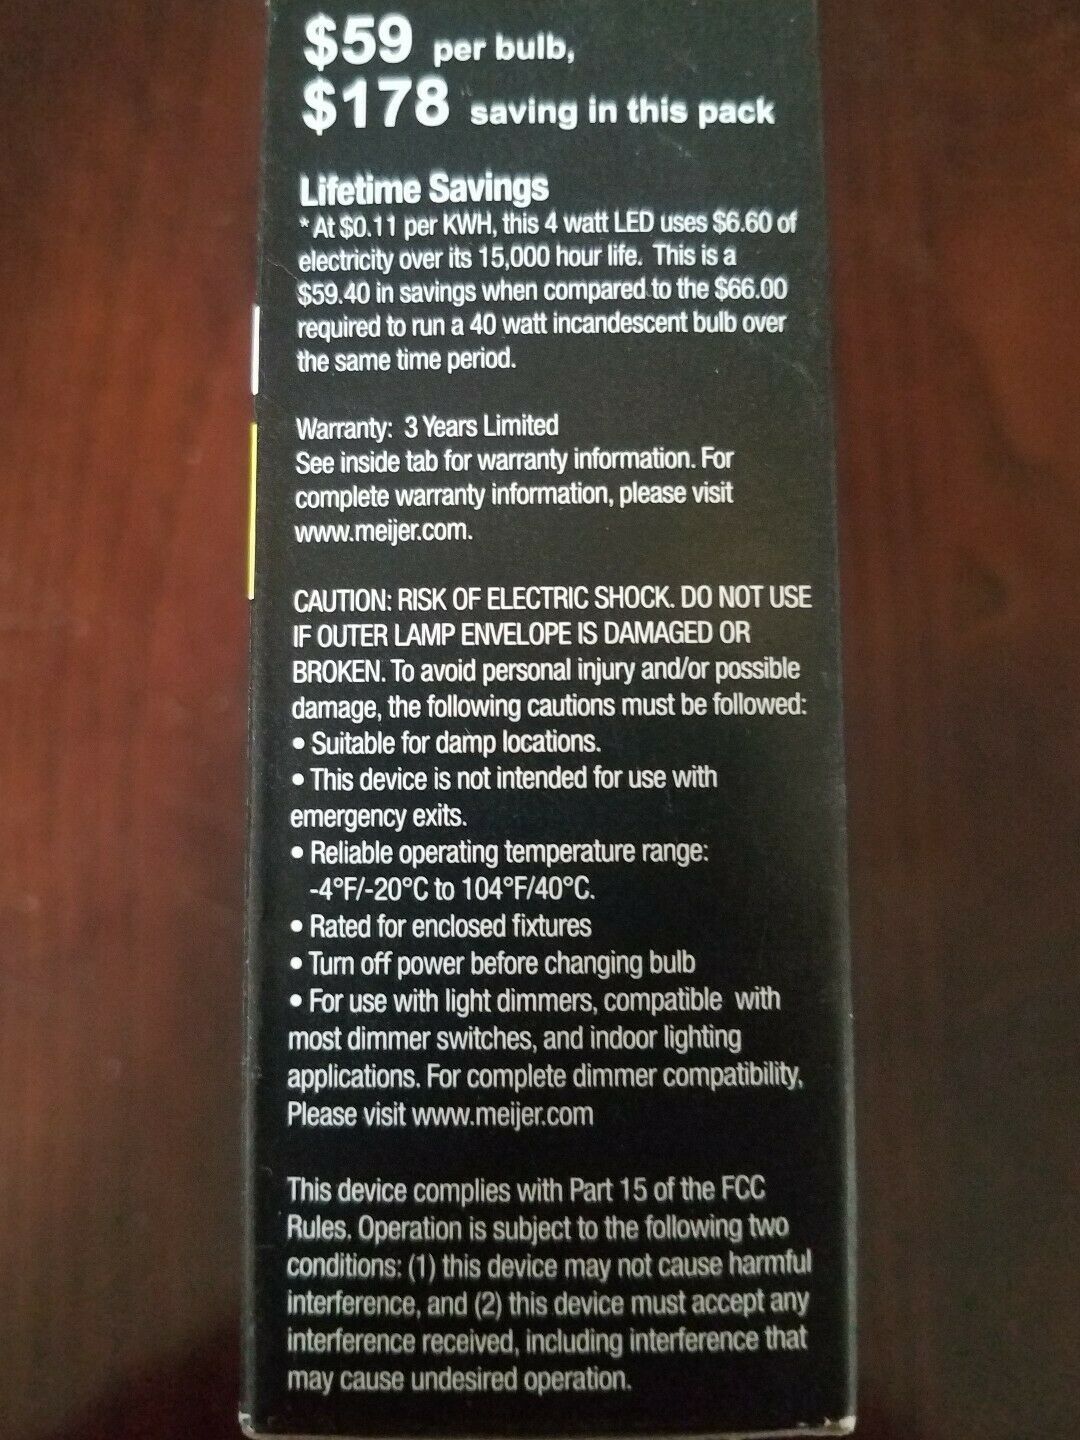 $59 per bulb,
$178 saving in this pack
Lifetime Savings
*At $0.11 per KWH, this 4 watt LED uses $6.60 of
electricity over its 15,000 hour life. This is a
$59.40 in savings when compared to the $66.00
required to run a 40 watt incandescent bulb over
the same time period.
Warranty: 3 Years Limited
See inside tab for warranty information. For
complete warranty information, please visit
www.meijer.com.
CAUTION: RISK OF ELECTRIC SHOCK. DO NOT USE
IF OUTER LAMP ENVELOPE IS DAMAGED OR
BROKEN. To avoid personal injury and/or possible
damage, the following cautions must be followed:
• Suitable for damp locations.
• This device is not intended for use with
emergency exits.
• Reliable operating temperature range:
-4°F/-20°C to 104°F/40°C.
• Rated for enclosed fixtures
• Turn off power before changing bulb
• For use with light dimmers, compatible with
most dimmer switches, and indoor lighting
applications. For complete dimmer compatibility,
Please visit www.meijer.com
This device complies with Part 15 of the FCC
Rules. Operation is subject to the following two
conditions: (1) this device may not cause harmful
interference, and (2) this device must accept any
interference received, including interference that
may cause undesired operation.